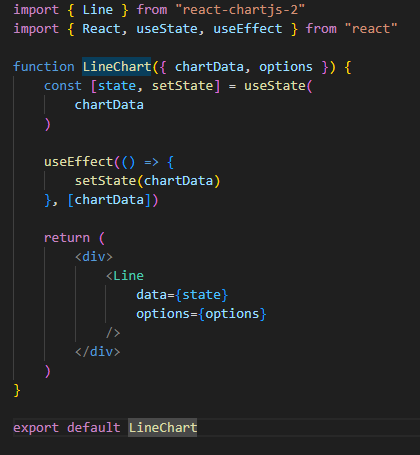 import { Line } from "react-chartjs-2"
import { React, useState, useEffect } from "react"

function LineChart({ chartData, options }) {
    const [state, setState] = useState(
        chartData
    )

    useEffect(() => {
        setState(chartData)
    }, [chartData])

    return (
        <div>
            <Line
                data={state}
                options={options}
            />
        </div>
    )
}

export default LineChart